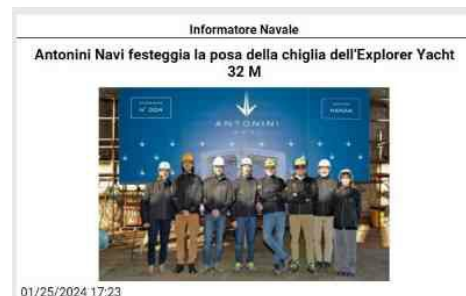 Informatore Navale
Antonini Navi festeggia la posa della chiglia dell'Explorer Yacht
32 M
ANTONINI
01/25/2024 17:23